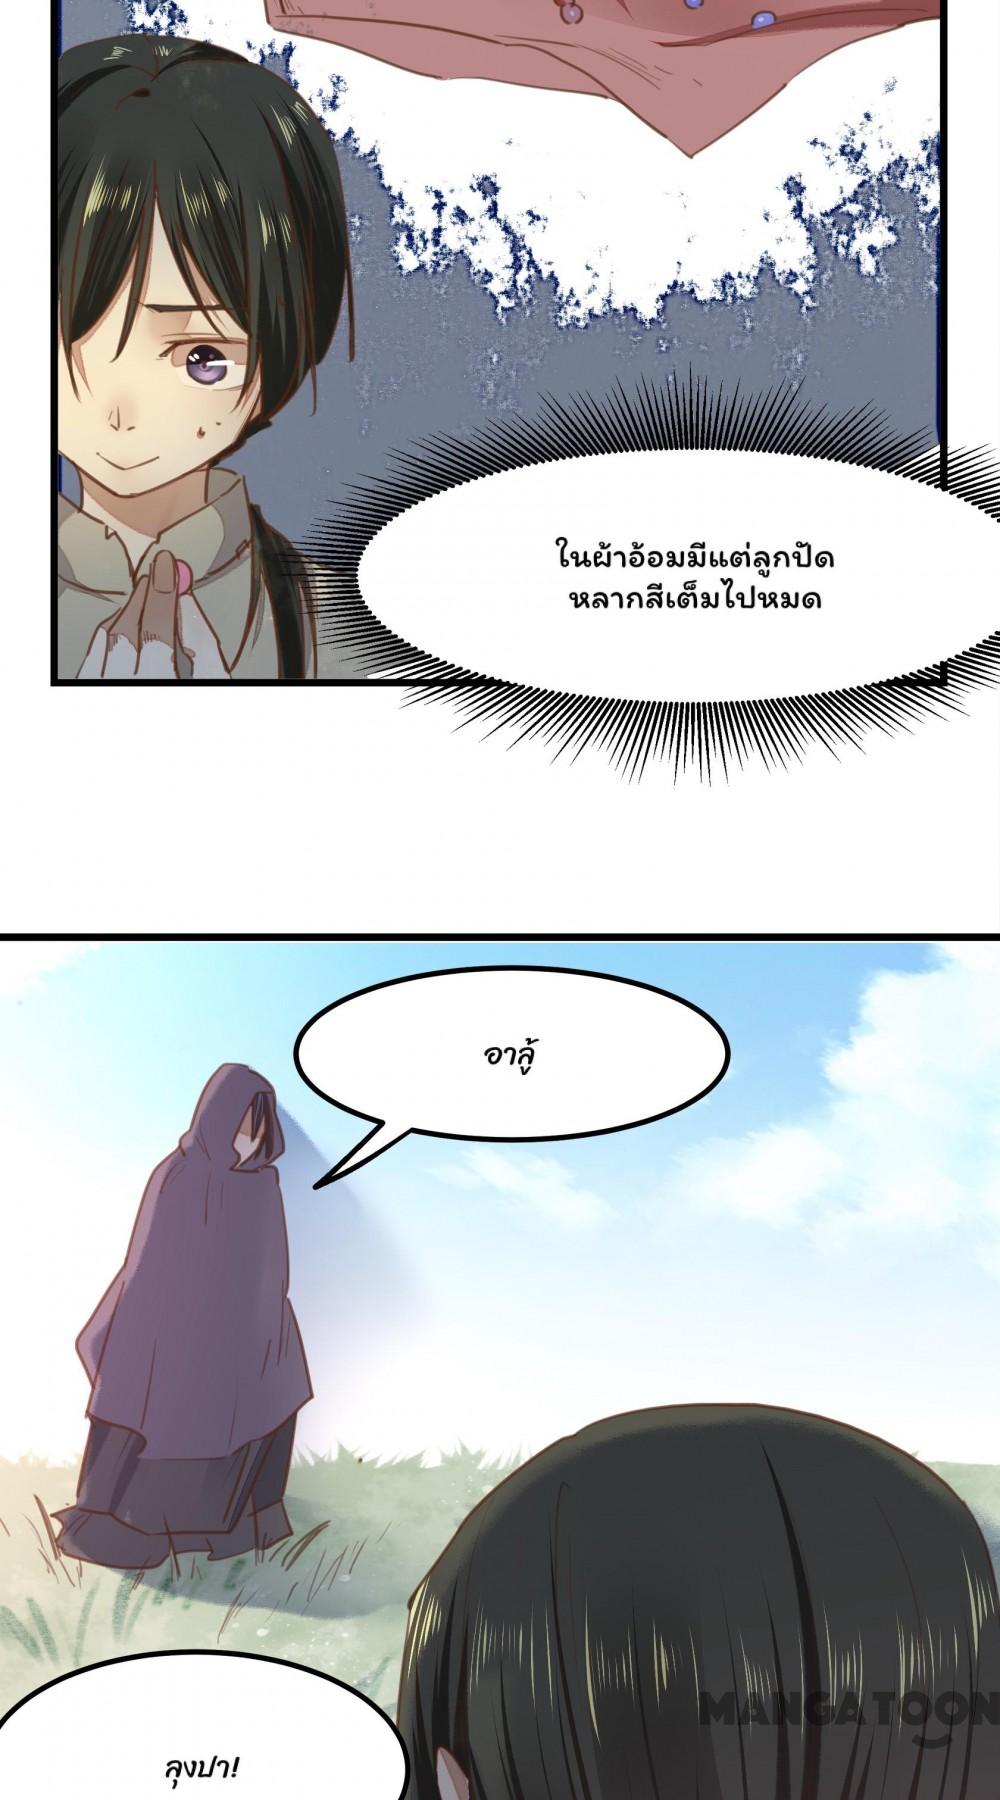 ในผ้าอ้อมมีแต่ลูกปัด
หลากสีเต็มไปหมด
อาลู้
ลุงปา!
MANGATOON